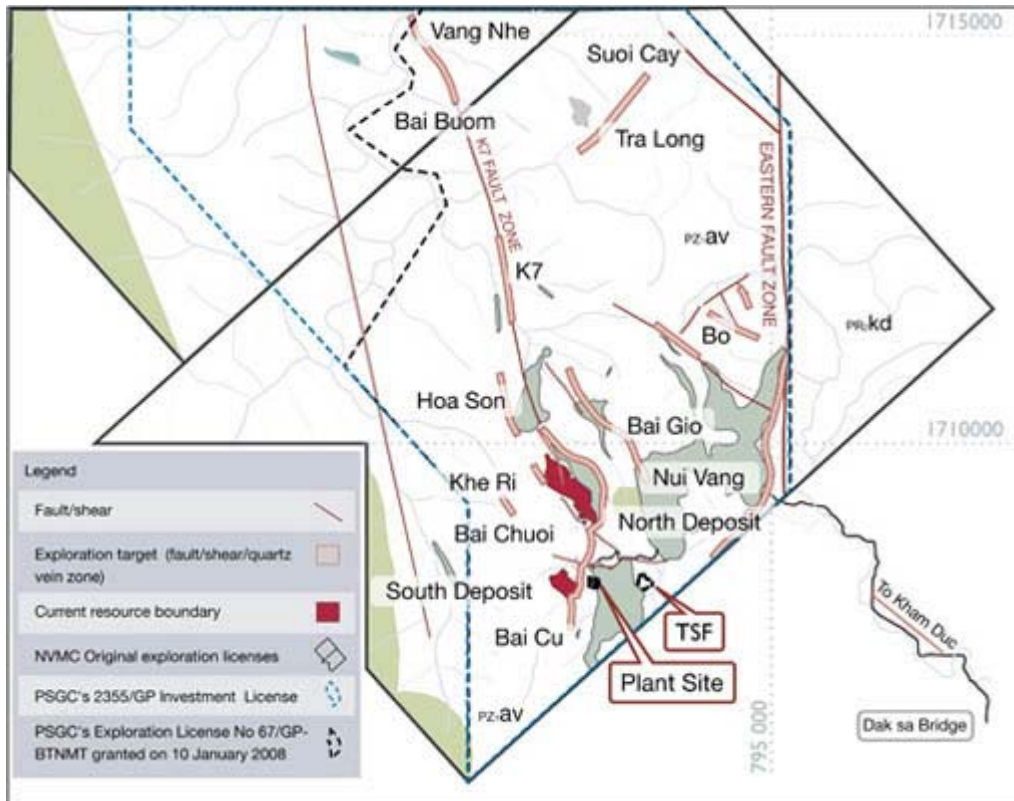 Vang Nhe
1715000
Suoi Cay
Bai Buom
Tra Long
K7 FAULT ZONE
EASTERN FAULT ZONE
PZ-av
K7
PR-kd
Bo
Hoa Son
Bai Gio
1710000
Khe Ri
Nui Vang
Bai Chuoi
North Deposit
South Deposit
TSF
Bai Cu
Plant Site
To Kham Duc
PZ-av
795 000
Dak sa Bridge
Legend
Fault/shear
Exploration target (fault/shear/quartz
vein zone)
Current resource boundary
NVMC Original exploration licenses
PSGC's 2355/GP Investment License
PSGC's Exploration License No 67/GP-
BTNMT granted on 10 January 2008